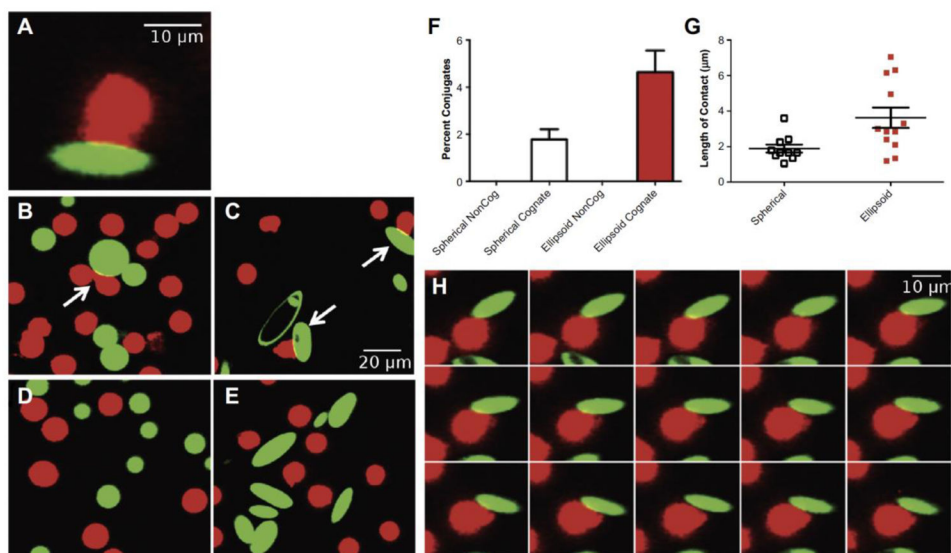 A
10 µm
B
C
20 µm
D
E
F
Percent Conjugates
6
4
2
0
Spherical NonCog
Spherical Cognate
Ellipsoid NonCog
Ellipsoid Cognate
G
Length of Contact (µm)
8
6
4
2
0
Spherical
Ellipsoid
H
10 µm